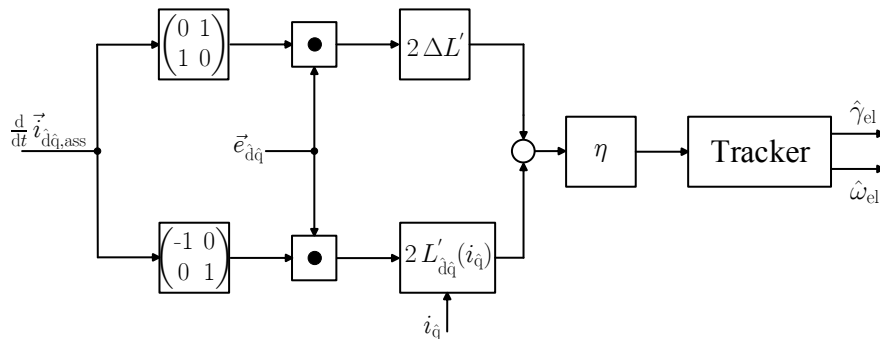 (0 1
1 0)
2 ΔL′
d/dt i⃗_d̂q̂,ass
e⃗_d̂q̂
η
Tracker
γ̂_el
ω̂_el
(-1 0
0 1)
2 L′_d̂q̂(i_q̂)
i_q̂